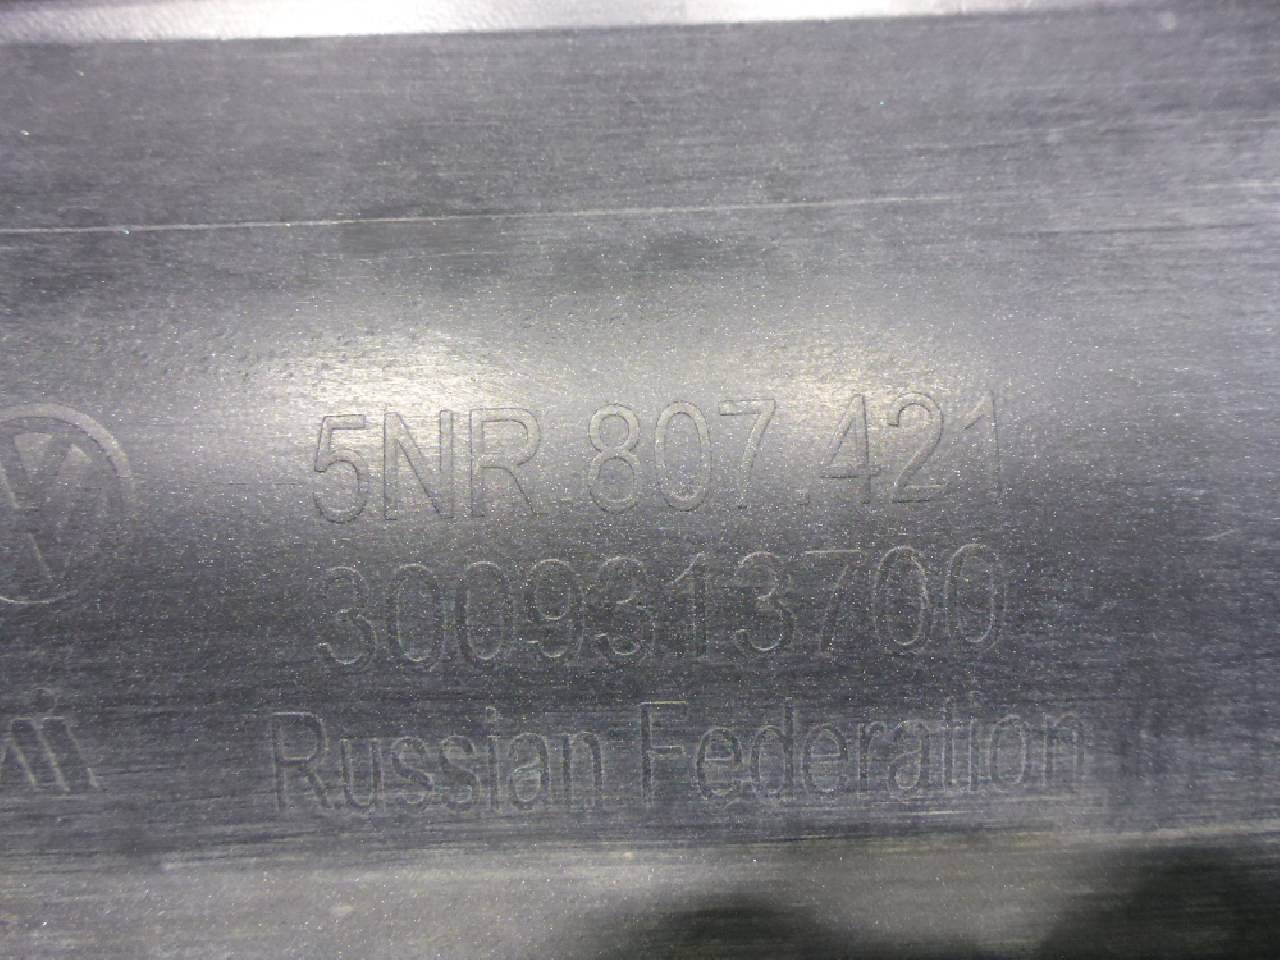 5NR.807.421
3009313700
Russian Federation